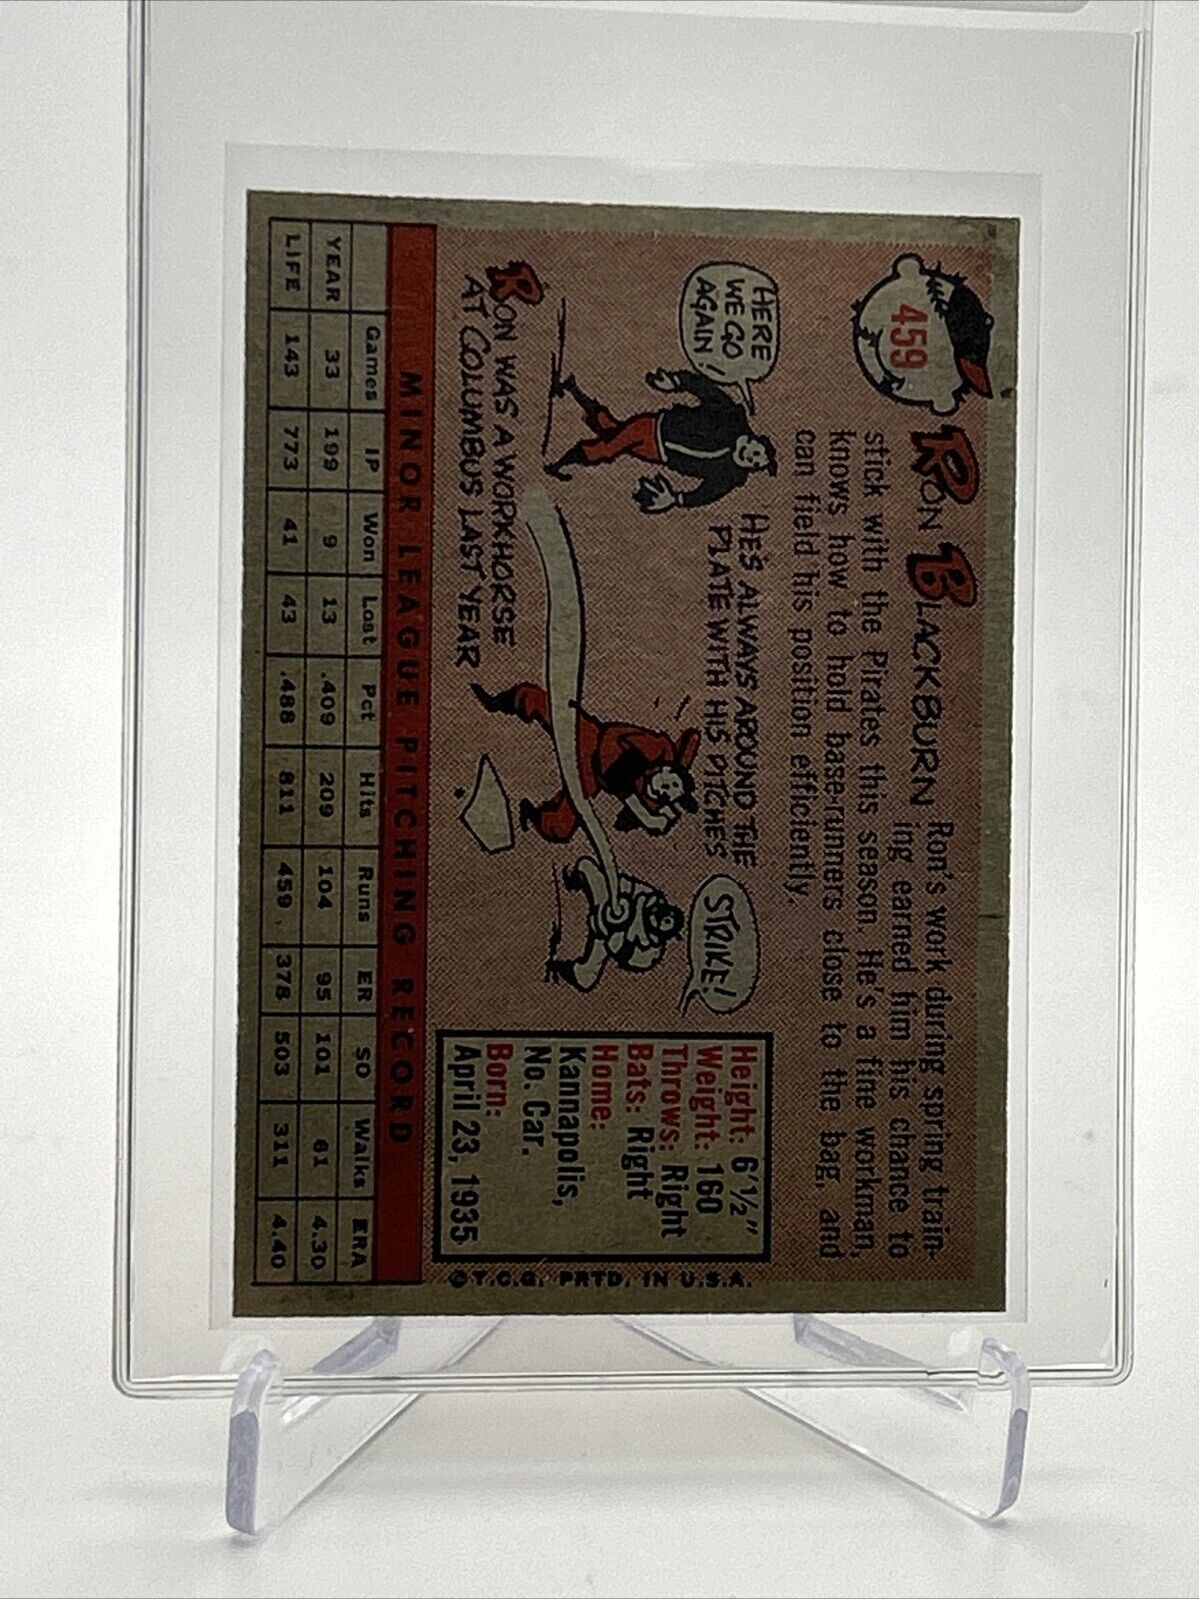 459
RON BLACKBURN
Ron's work during spring train-
ing earned him his chance to
stick with the Pirates this season. He's a fine workman,
knows how to hold base-runners close to the bag, and
can field his position efficiently.
HERE
WE GO
AGAIN!
HE'S ALWAYS AROUND THE
PLATE WITH HIS PITCHES
STRIKE!
RON WAS A WORKHORSE
AT COLUMBUS LAST YEAR
Height: 6'½"
Weight: 160
Throws: Right
Bats: Right
Home:
Kannapolis,
No. Car.
Born:
April 23, 1935
© T.C.G. PRTD. IN U.S.A.
MINOR LEAGUE PITCHING RECORD
Games IP Won Lost Pct Hits Runs ER SO Walks ERA
YEAR 33 199 9 13 .409 209 104 95 101 61 4.30
LIFE 143 773 41 43 .488 811 459 378 503 311 4.40